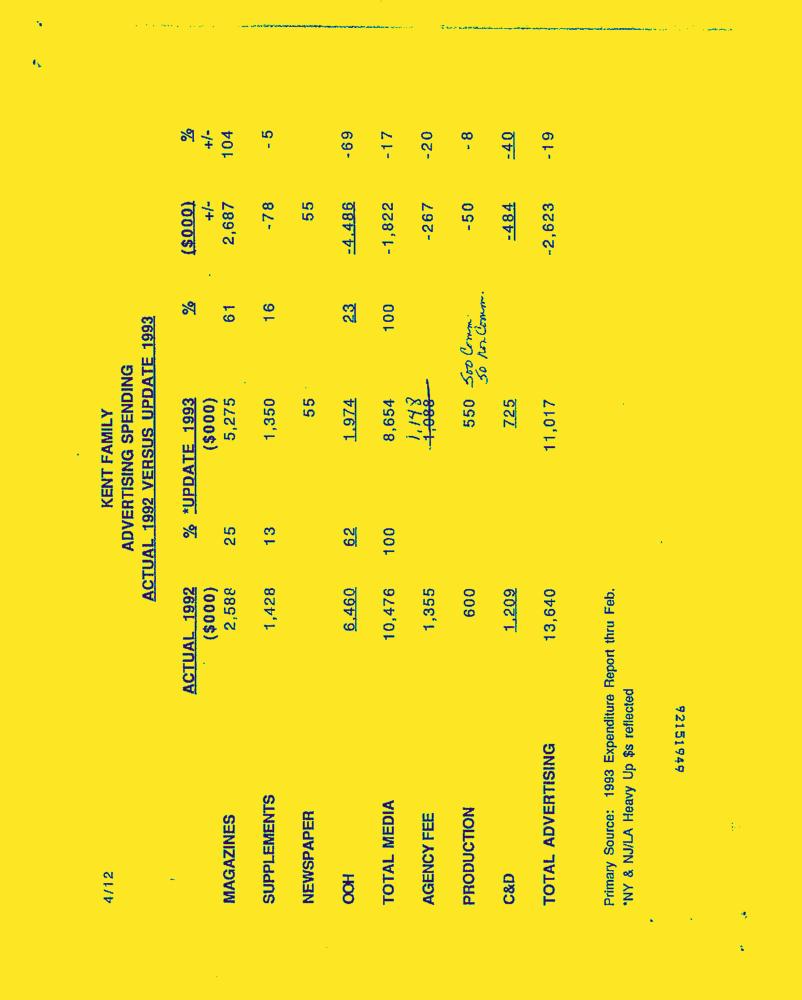 4/12
KENT FAMILY
ADVERTISING SPENDING
ACTUAL 1992 VERSUS UPDATE 1993
ACTUAL 1992 % *UPDATE 1993 % ($000) %
($000) ($000) +/- +/-
MAGAZINES 2,588 25 5,275 61 2,687 104
SUPPLEMENTS 1,428 13 1,350 16 -78 -5
NEWSPAPER 55 55
OOH 6,460 62 1,974 23 -4,486 -69
TOTAL MEDIA 10,476 100 8,654 100 -1,822 -17
1,148
AGENCY FEE 1,355 1,088 -267 -20
500 Comm.
PRODUCTION 600 550 50 non Comm. -50 -8
C&D 1,209 725 -484 -40
TOTAL ADVERTISING 13,640 11,017 -2,623 -19
Primary Source: 1993 Expenditure Report thru Feb.
*NY & NJ/LA Heavy Up $s reflected
92151949